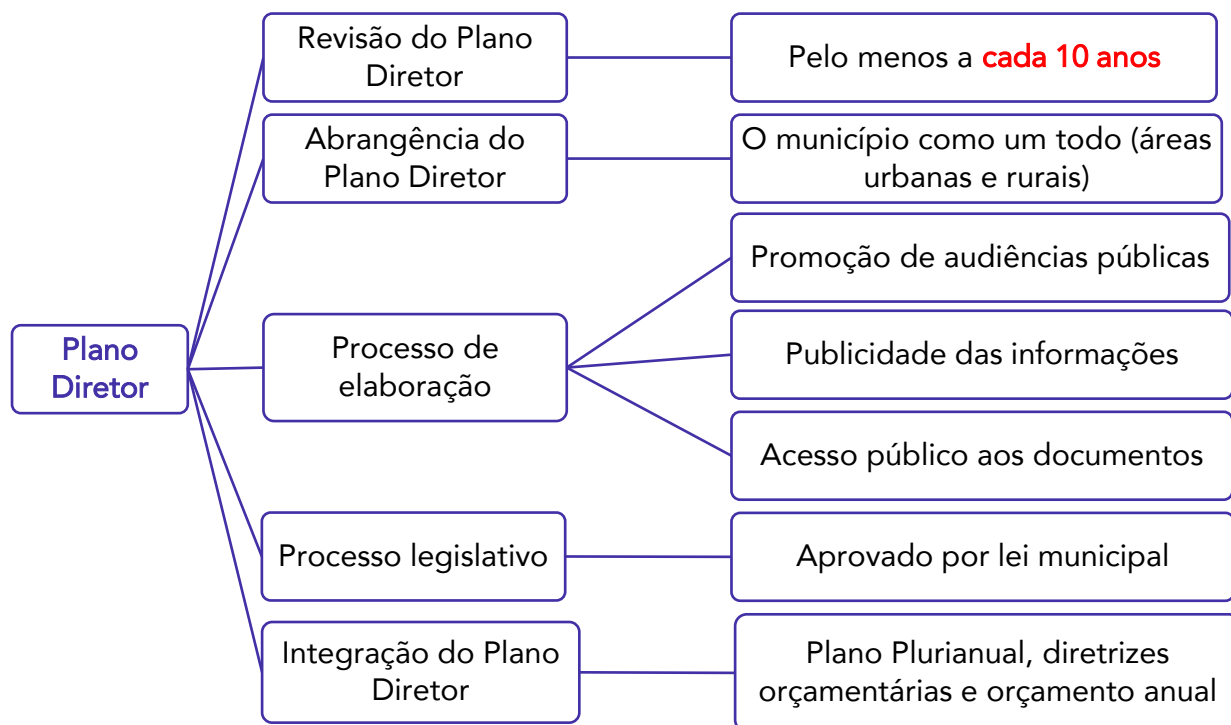 Plano
Diretor
Revisão do Plano
Diretor
Pelo menos a cada 10 anos
Abrangência do
Plano Diretor
O município como um todo (áreas
urbanas e rurais)
Processo de
elaboração
Promoção de audiências públicas
Publicidade das informações
Acesso público aos documentos
Processo legislativo
Aprovado por lei municipal
Integração do Plano
Diretor
Plano Plurianual, diretrizes
orçamentárias e orçamento anual